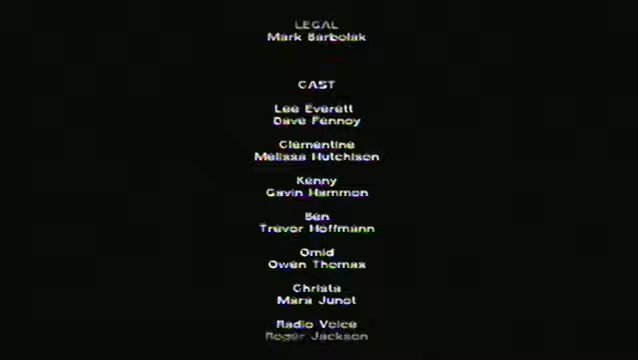 LEGAL
Mark Barbolak
CAST
Lee Everett
Dave Fennoy
Clementine
Melissa Hutchison
Kenny
Gavin Hammon
Ben
Trevor Hoffmann
Omid
Owen Thomas
Christa
Mara Junot
Radio Voice
Roger Jackson